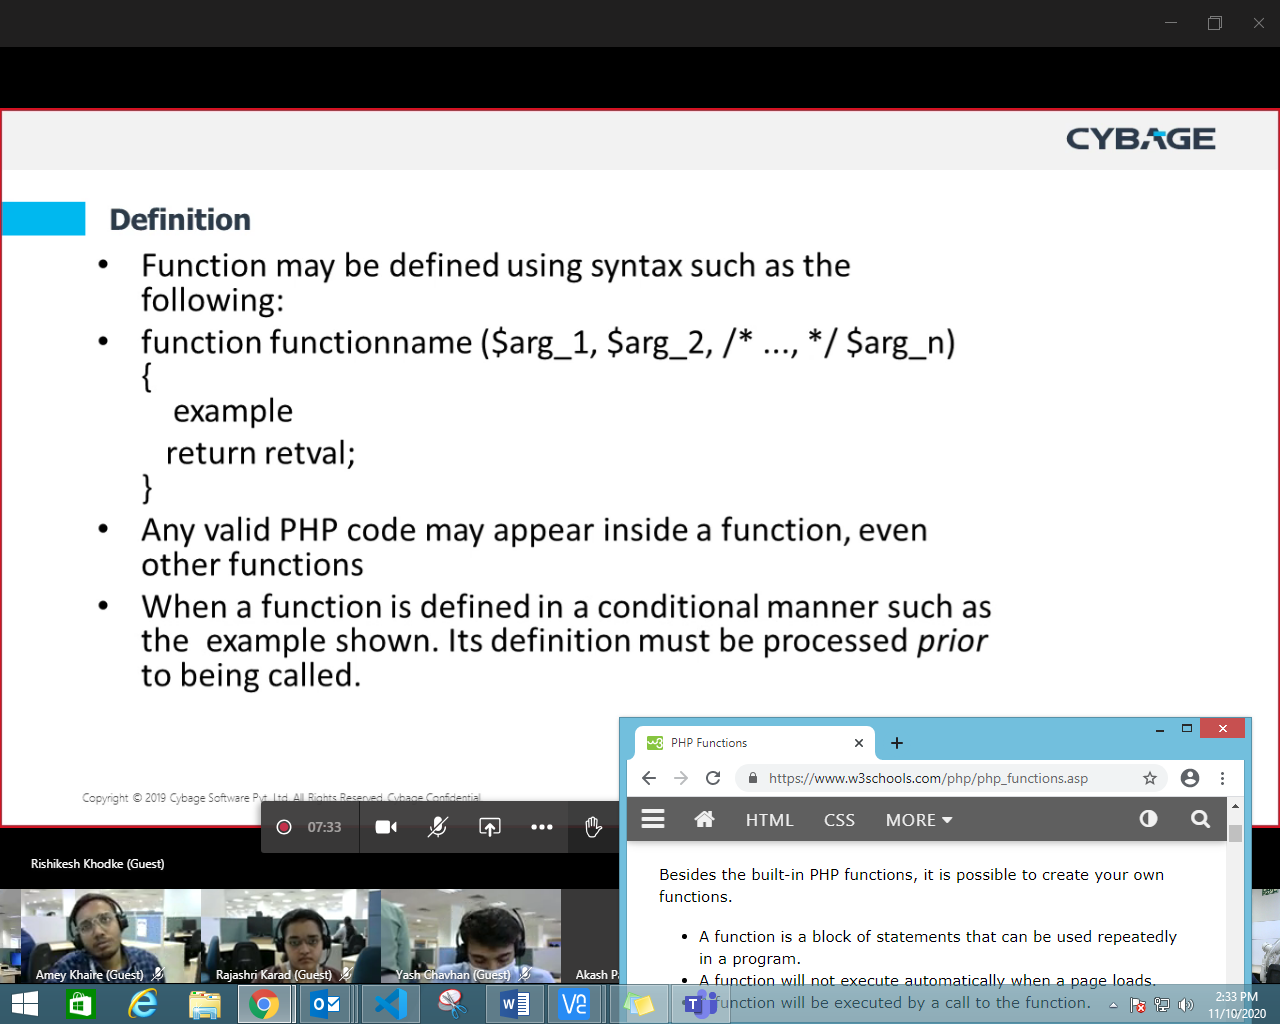 CYBAGE
Definition
• Function may be defined using syntax such as the
following:
• function functionname ($arg_1, $arg_2, /* ..., */ $arg_n)
{
example
return retval;
}
• Any valid PHP code may appear inside a function, even
other functions
• When a function is defined in a conditional manner such as
the example shown. Its definition must be processed prior
to being called.
Copyright © 2019 Cybage Software Pvt. Ltd. All Rights Reserved. Cybage Confidential
07:33
PHP Functions
https://www.w3schools.com/php/php_functions.asp
HTML CSS MORE
Besides the built-in PHP functions, it is possible to create your own
functions.
• A function is a block of statements that can be used repeatedly
in a program.
• A function will not execute automatically when a page loads.
function will be executed by a call to the function.
Rishikesh Khodke (Guest)
Amey Khaire (Guest)
Rajashri Karad (Guest)
Yash Chavhan (Guest)
Akash
2:33 PM
11/10/2020